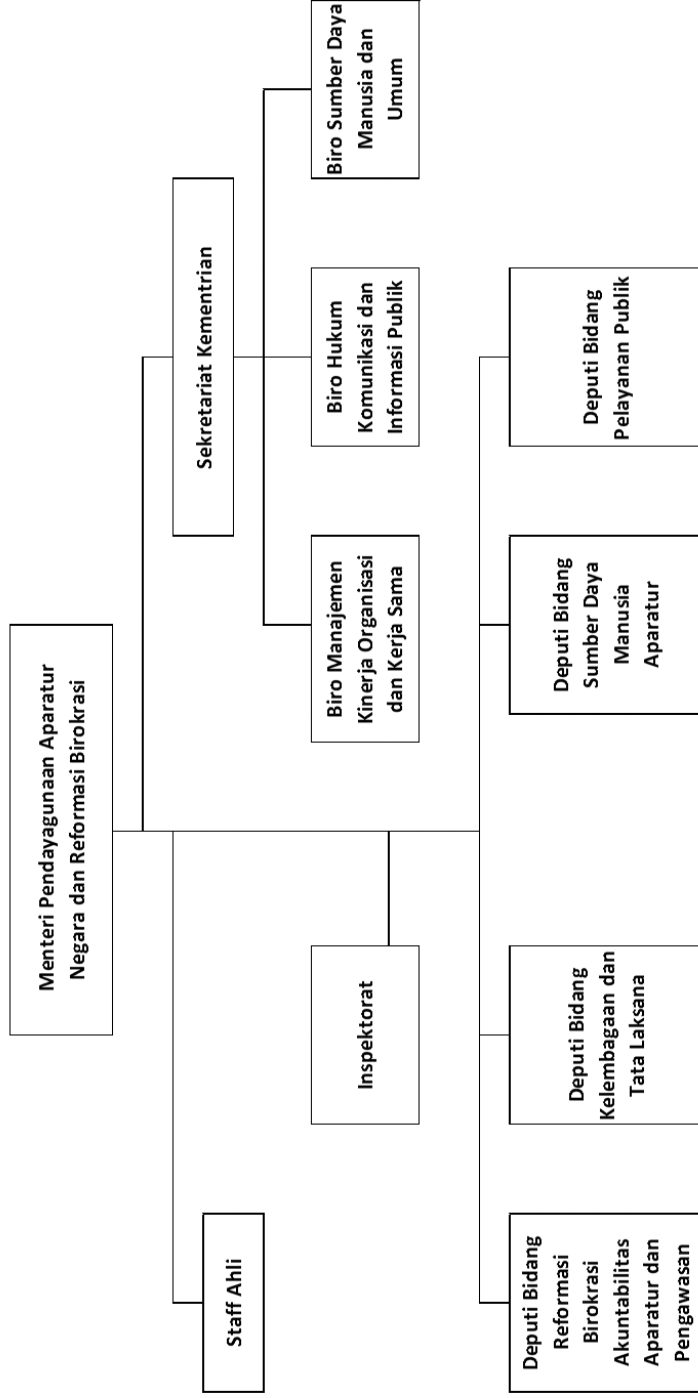 Menteri Pendayagunaan Aparatur
Negara dan Reformasi Birokrasi
Sekretariat Kementrian
Staff Ahli
Inspektorat
Biro Manajemen
Kinerja Organisasi
dan Kerja Sama
Biro Hukum
Komunikasi dan
Informasi Publik
Biro Sumber Daya
Manusia dan
Umum
Deputi Bidang
Reformasi
Birokrasi
Akuntabilitas
Aparatur dan
Pengawasan
Deputi Bidang
Kelembagaan dan
Tata Laksana
Deputi Bidang
Sumber Daya
Manusia
Aparatur
Deputi Bidang
Pelayanan Publik